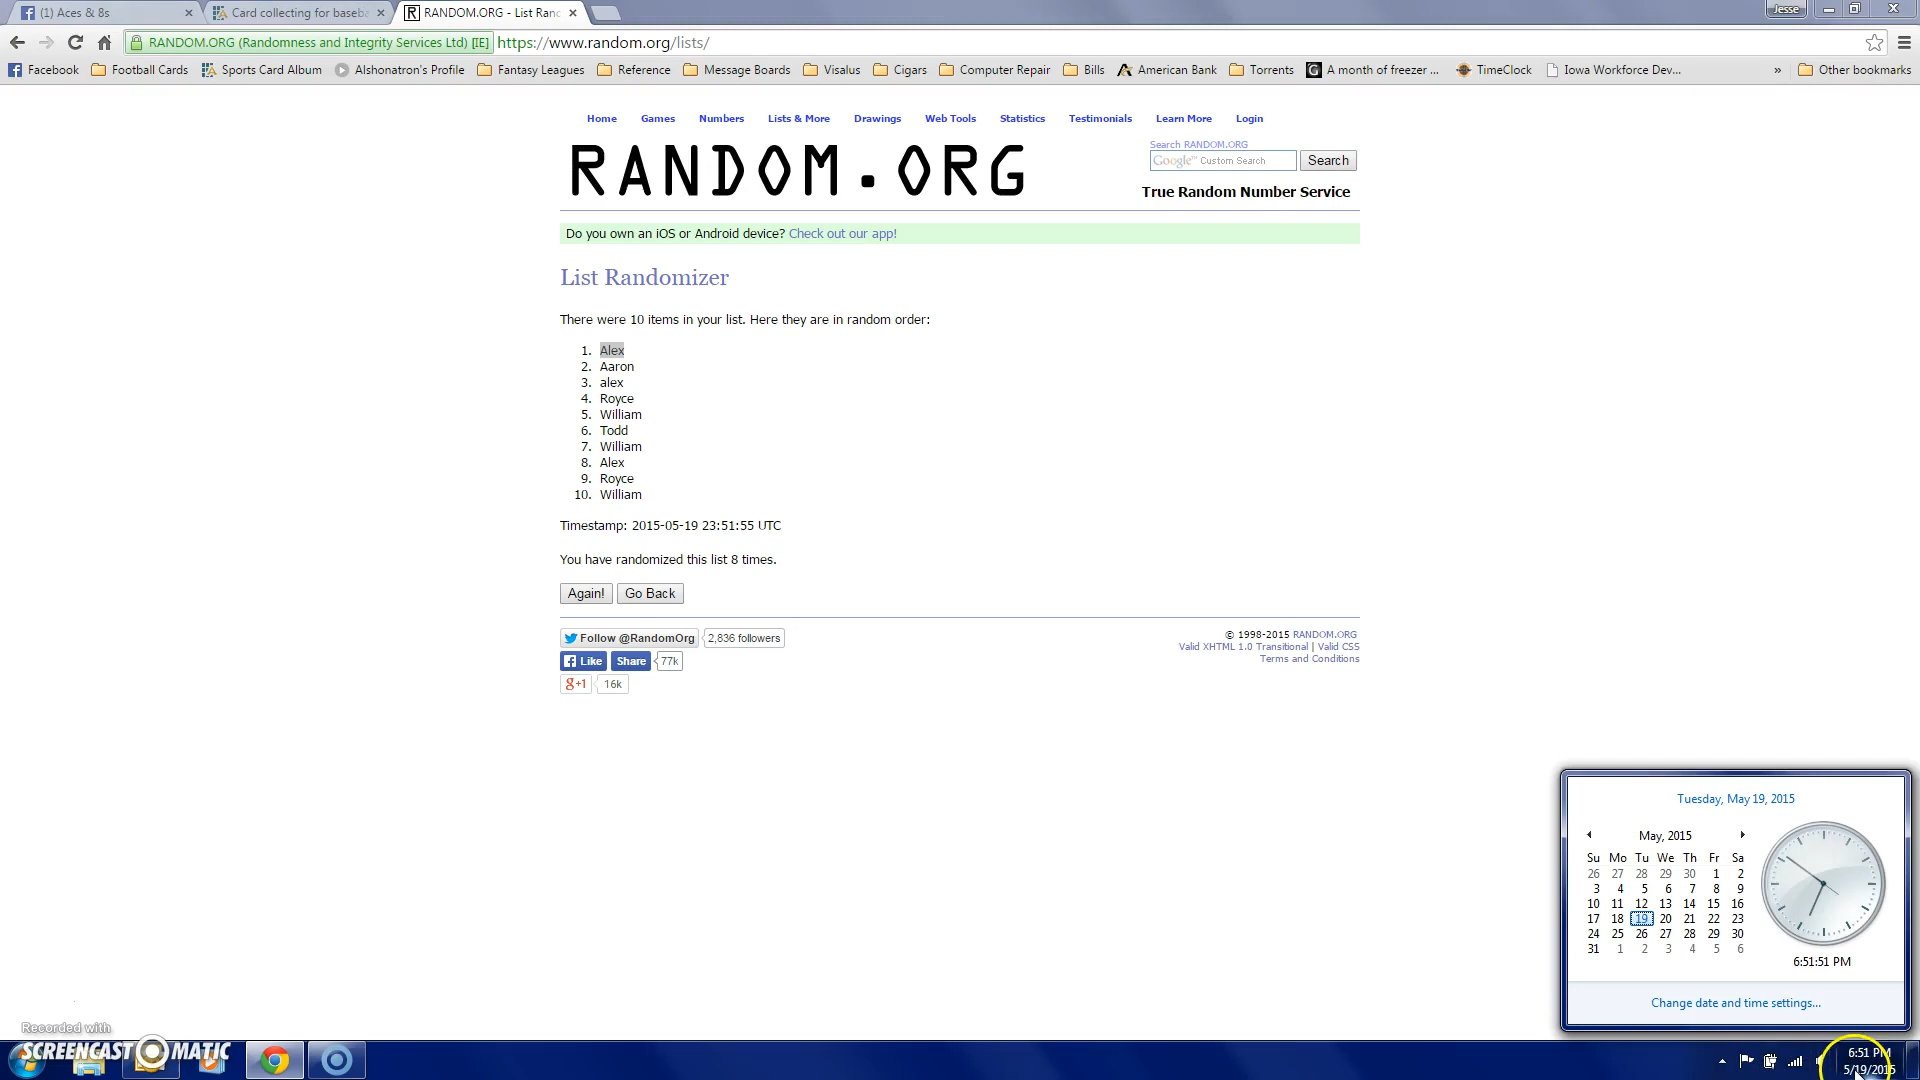 (1) Aces & 8s
Card collecting for baseba
RANDOM.ORG - List Ranc
Jesse
RANDOM.ORG (Randomness and Integrity Services Ltd) [IE] https://www.random.org/lists/
Facebook Football Cards Sports Card Album Alshonatron's Profile Fantasy Leagues Reference Message Boards Visalus Cigars Computer Repair Bills American Bank Torrents A month of freezer ... TimeClock Iowa Workforce Dev... » Other bookmarks
Home Games Numbers Lists & More Drawings Web Tools Statistics Testimonials Learn More Login
RANDOM.ORG
Search RANDOM.ORG
Google™ Custom Search Search
True Random Number Service
Do you own an iOS or Android device? Check out our app!
List Randomizer
There were 10 items in your list. Here they are in random order:
1. Alex
2. Aaron
3. alex
4. Royce
5. William
6. Todd
7. William
8. Alex
9. Royce
10. William
Timestamp: 2015-05-19 23:51:55 UTC
You have randomized this list 8 times.
Again! Go Back
Follow @RandomOrg 2,836 followers
Like Share 77k
g+1 16k
© 1998-2015 RANDOM.ORG
Valid XHTML 1.0 Transitional | Valid CSS
Terms and Conditions
Tuesday, May 19, 2015
May, 2015
Su Mo Tu We Th Fr Sa
26 27 28 29 30 1 2
3 4 5 6 7 8 9
10 11 12 13 14 15 16
17 18 19 20 21 22 23
24 25 26 27 28 29 30
31 1 2 3 4 5 6
6:51:51 PM
Change date and time settings...
Recorded with
SCREENCAST-O-MATIC
6:51 PM
5/19/2015